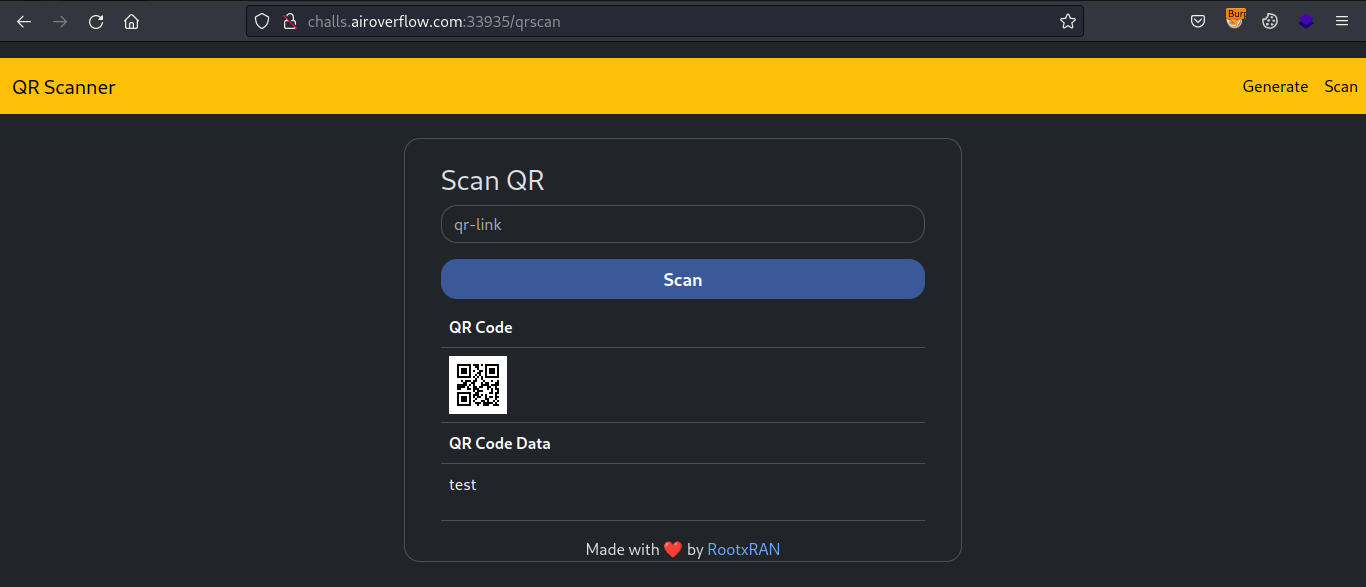 challs.airoverflow.com:33935/qrscan
Burp
QR Scanner
Generate Scan
Scan QR
qr-link
Scan
QR Code
QR Code Data
test
Made with ❤️ by RootxRAN